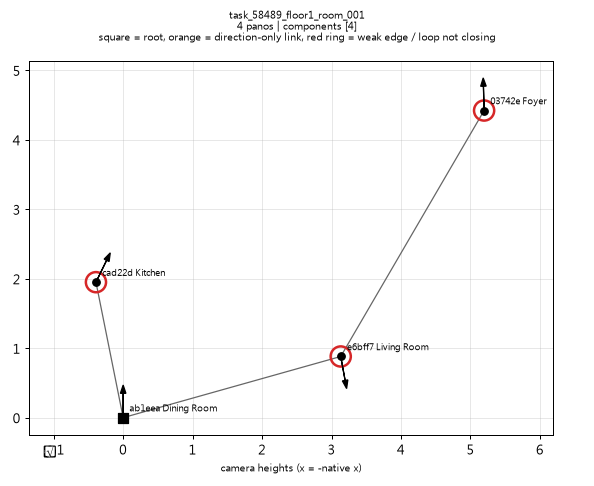 task_58489_floor1_room_001
4 panos | components [4]
square = root, orange = direction-only link, red ring = weak edge / loop not closing
5
03742e Foyer
4
3
2
cad22d Kitchen
1
e6bff7 Living Room
0
ab1eea Dining Room
1 0 1 2 3 4 5 6
camera heights (x = -native x)